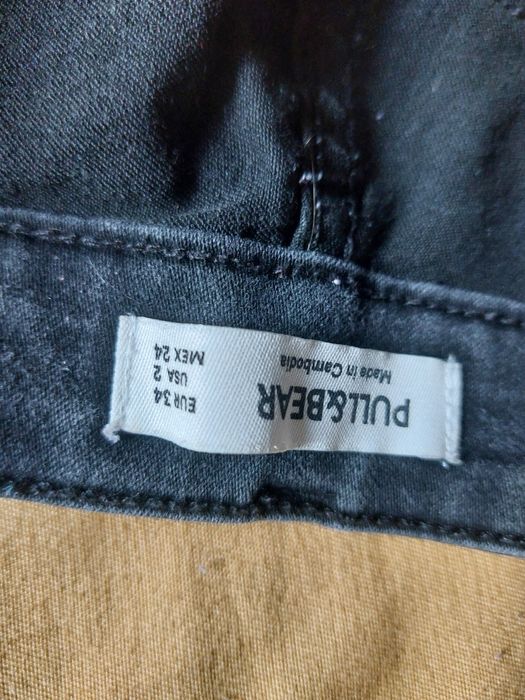 PULL&BEAR
Made in Cambodia
EUR 34
USA 2
MEX 24